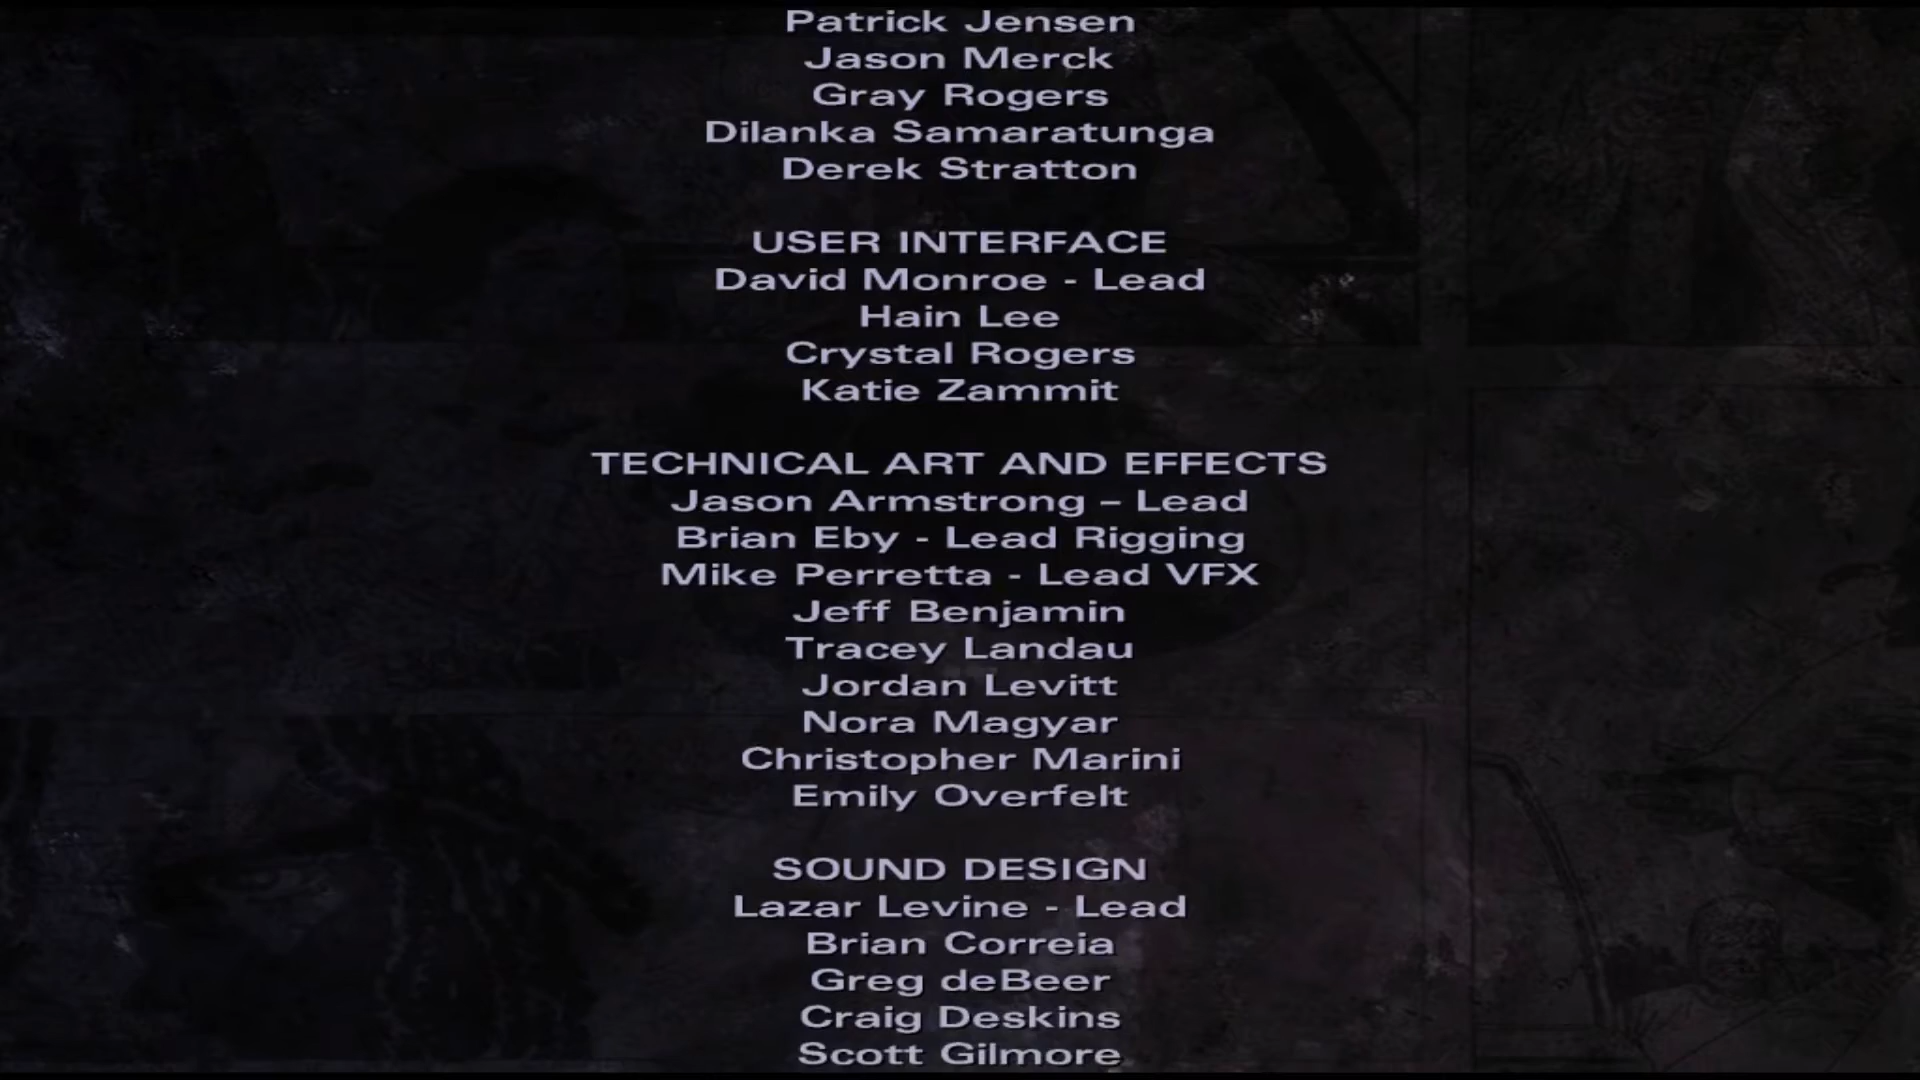 Patrick Jensen
Jason Merck
Gray Rogers
Dilanka Samaratunga
Derek Stratton
USER INTERFACE
David Monroe - Lead
Hain Lee
Crystal Rogers
Katie Zammit
TECHNICAL ART AND EFFECTS
Jason Armstrong – Lead
Brian Eby - Lead Rigging
Mike Perretta - Lead VFX
Jeff Benjamin
Tracey Landau
Jordan Levitt
Nora Magyar
Christopher Marini
Emily Overfelt
SOUND DESIGN
Lazar Levine - Lead
Brian Correia
Greg deBeer
Craig Deskins
Scott Gilmore